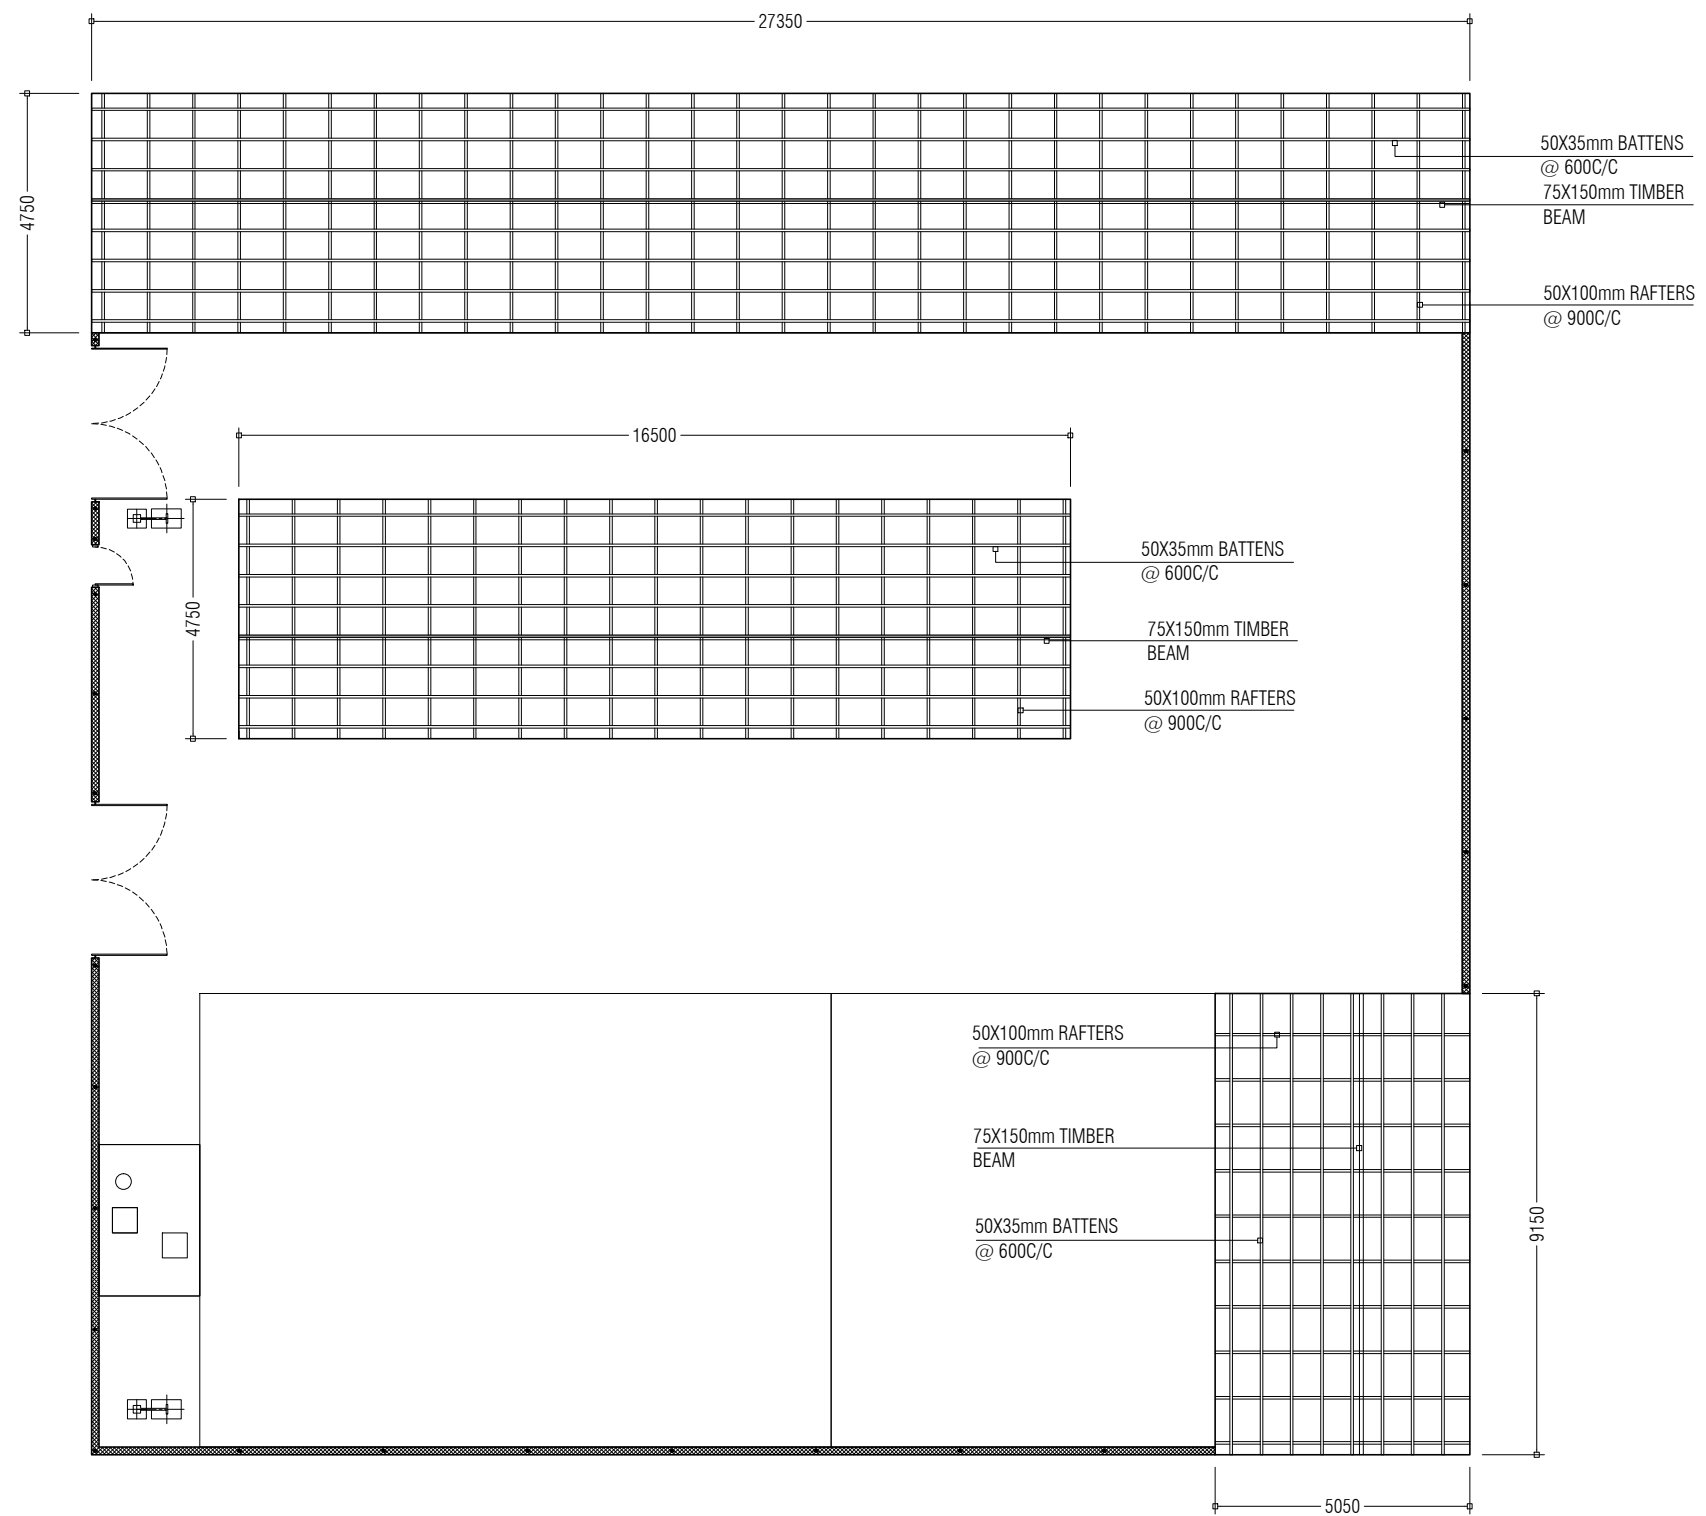 27350
50X35mm BATTENS
@ 600C/C
75X150mm TIMBER
BEAM
4750
50X100mm RAFTERS
@ 900C/C
16500
50X35mm BATTENS
@ 600C/C
4750
75X150mm TIMBER
BEAM
50X100mm RAFTERS
@ 900C/C
50X100mm RAFTERS
@ 900C/C
75X150mm TIMBER
BEAM
50X35mm BATTENS
@ 600C/C
9150
5050